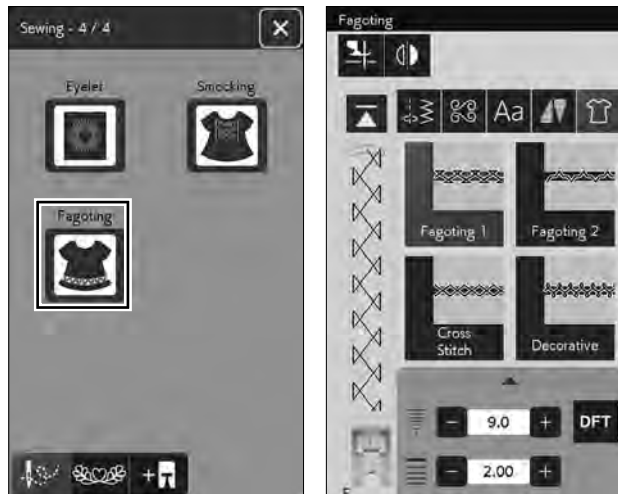 Sewing - 4 / 4
Eyelet
Smocking
Fagoting
Fagoting
Aa
Fagoting 1
Fagoting 2
Cross
Stitch
Decorative
9.0
DFT
2.00